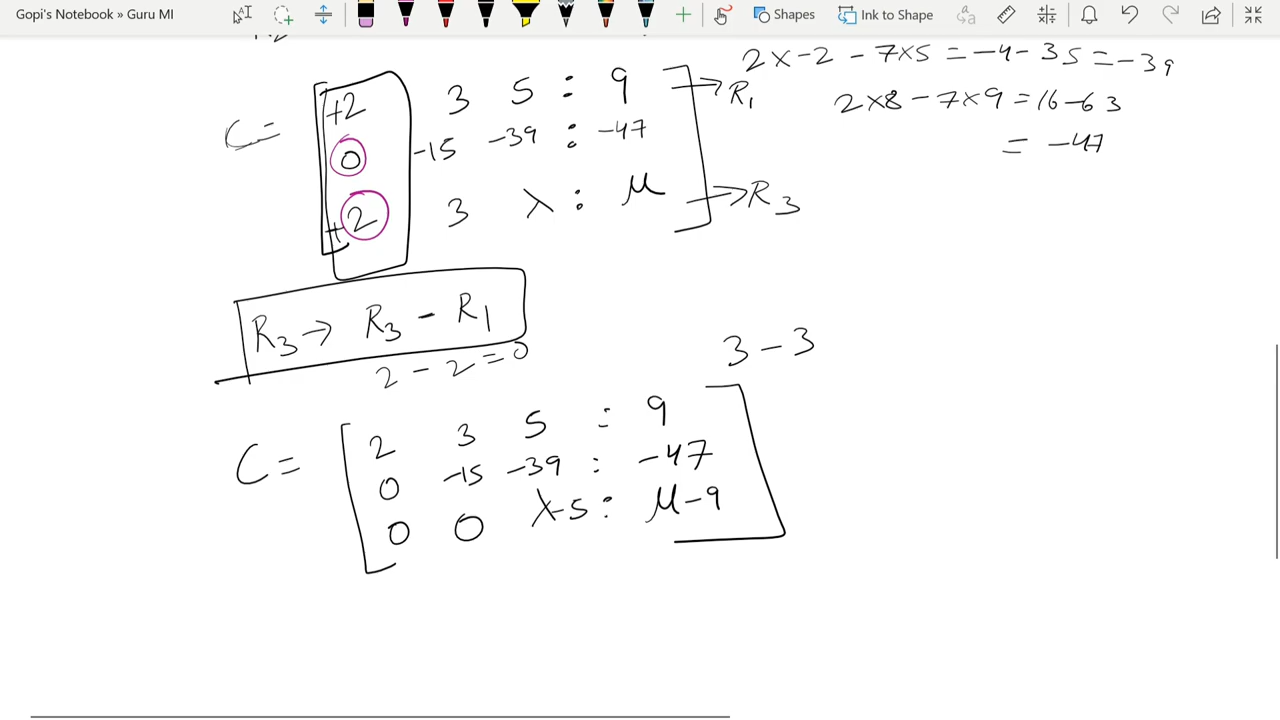 Gopi's Notebook » Guru MI
Shapes
Ink to Shape
2 x -2 - 7 x 5 = -4 - 35 = -39
2 x 8 - 7 x 9 = 16 - 63
= -47
C = +2 3 5 : 9 → R1
0 -15 -39 : -47
+2 3 λ : μ → R3
R3 → R3 - R1
2 - 2 = 0
3 - 3
C = 2 3 5 : 9
0 -15 -39 : -47
0 0 λ-5 : μ-9